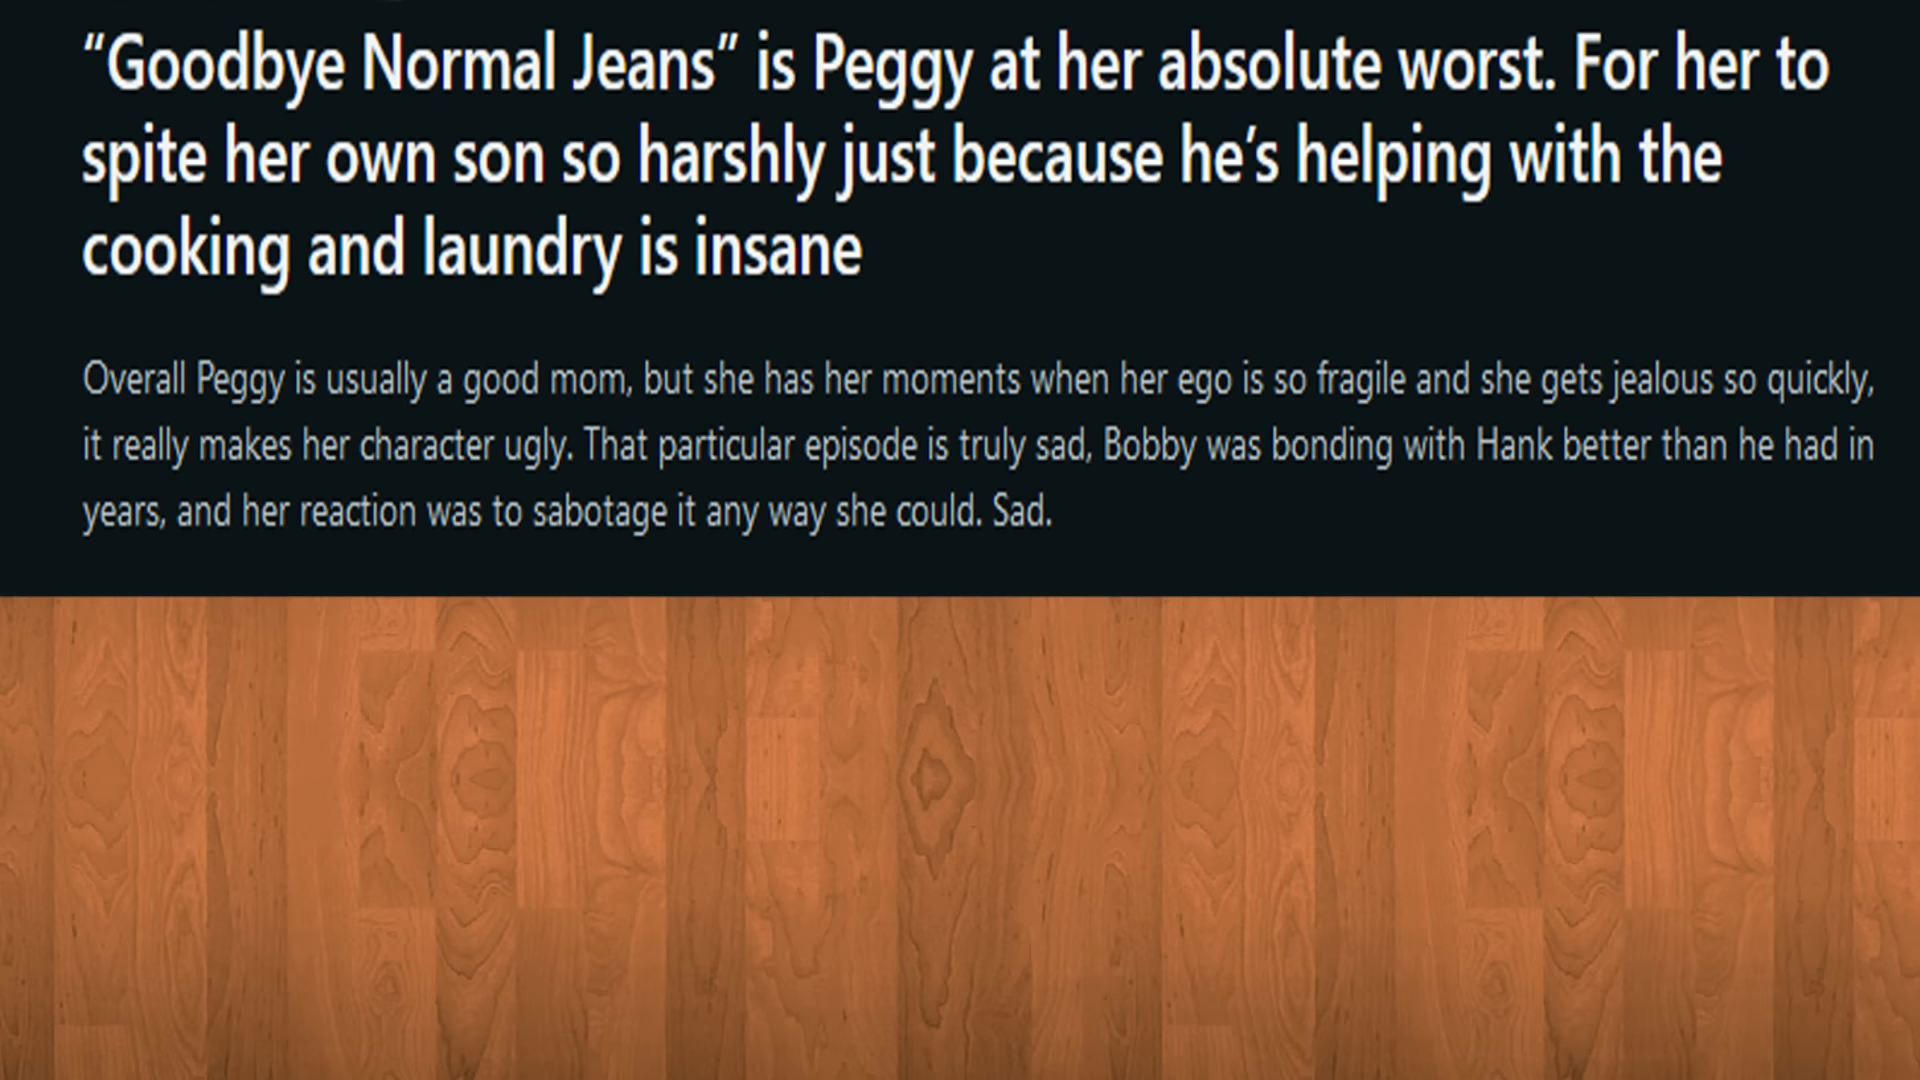 “Goodbye Normal Jeans” is Peggy at her absolute worst. For her to
spite her own son so harshly just because he’s helping with the
cooking and laundry is insane
Overall Peggy is usually a good mom, but she has her moments when her ego is so fragile and she gets jealous so quickly,
it really makes her character ugly. That particular episode is truly sad, Bobby was bonding with Hank better than he had in
years, and her reaction was to sabotage it any way she could. Sad.